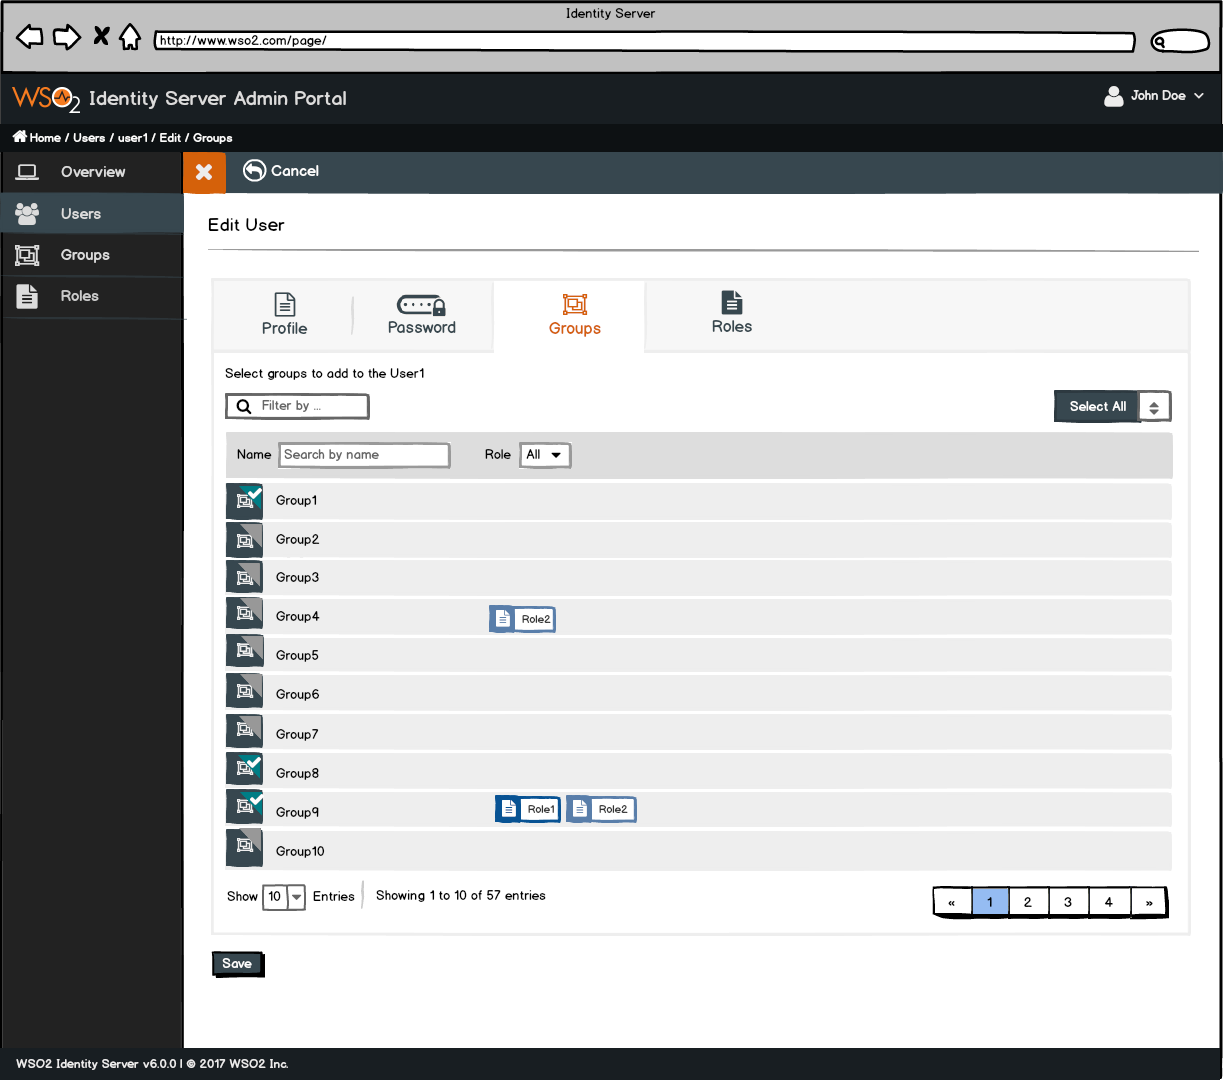 Identity Server
http://www.wso2.com/page/
WSO2 Identity Server Admin Portal
John Doe
Home / Users / user1 / Edit / Groups
Overview
Cancel
Users
Groups
Roles
Edit User
Profile
Password
Groups
Roles
Select groups to add to the User1
Filter by ...
Select All
Name Search by name Role All
Group1
Group2
Group3
Group4 Role2
Group5
Group6
Group7
Group8
Group9 Role1 Role2
Group10
Show 10 Entries Showing 1 to 10 of 57 entries
« 1 2 3 4 »
Save
WSO2 Identity Server v6.0.0 | © 2017 WSO2 Inc.